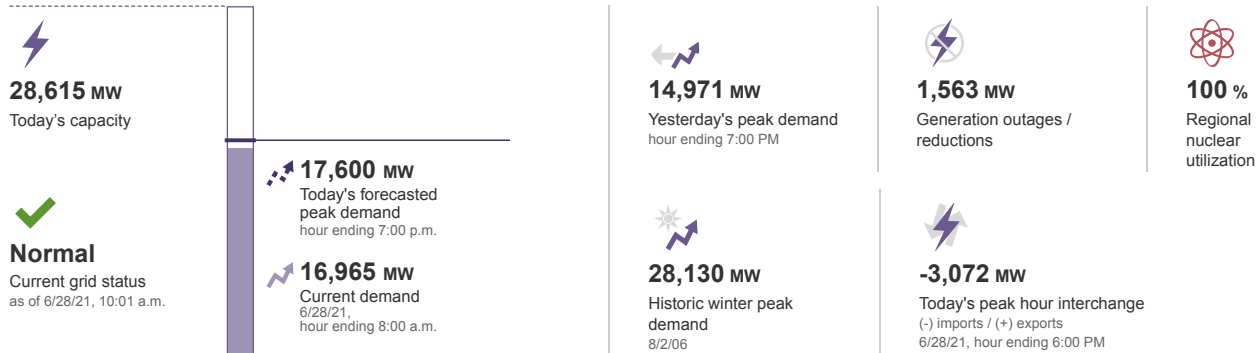 28,615 MW
Today's capacity
Normal
Current grid status
as of 6/28/21, 10:01 a.m.
17,600 MW
Today's forecasted
peak demand
hour ending 7:00 p.m.
16,965 MW
Current demand
6/28/21,
hour ending 8:00 a.m.
14,971 MW
Yesterday's peak demand
hour ending 7:00 PM
1,563 MW
Generation outages /
reductions
100 %
Regional
nuclear
utilization
28,130 MW
Historic winter peak
demand
8/2/06
-3,072 MW
Today's peak hour interchange
(-) imports / (+) exports
6/28/21, hour ending 6:00 PM